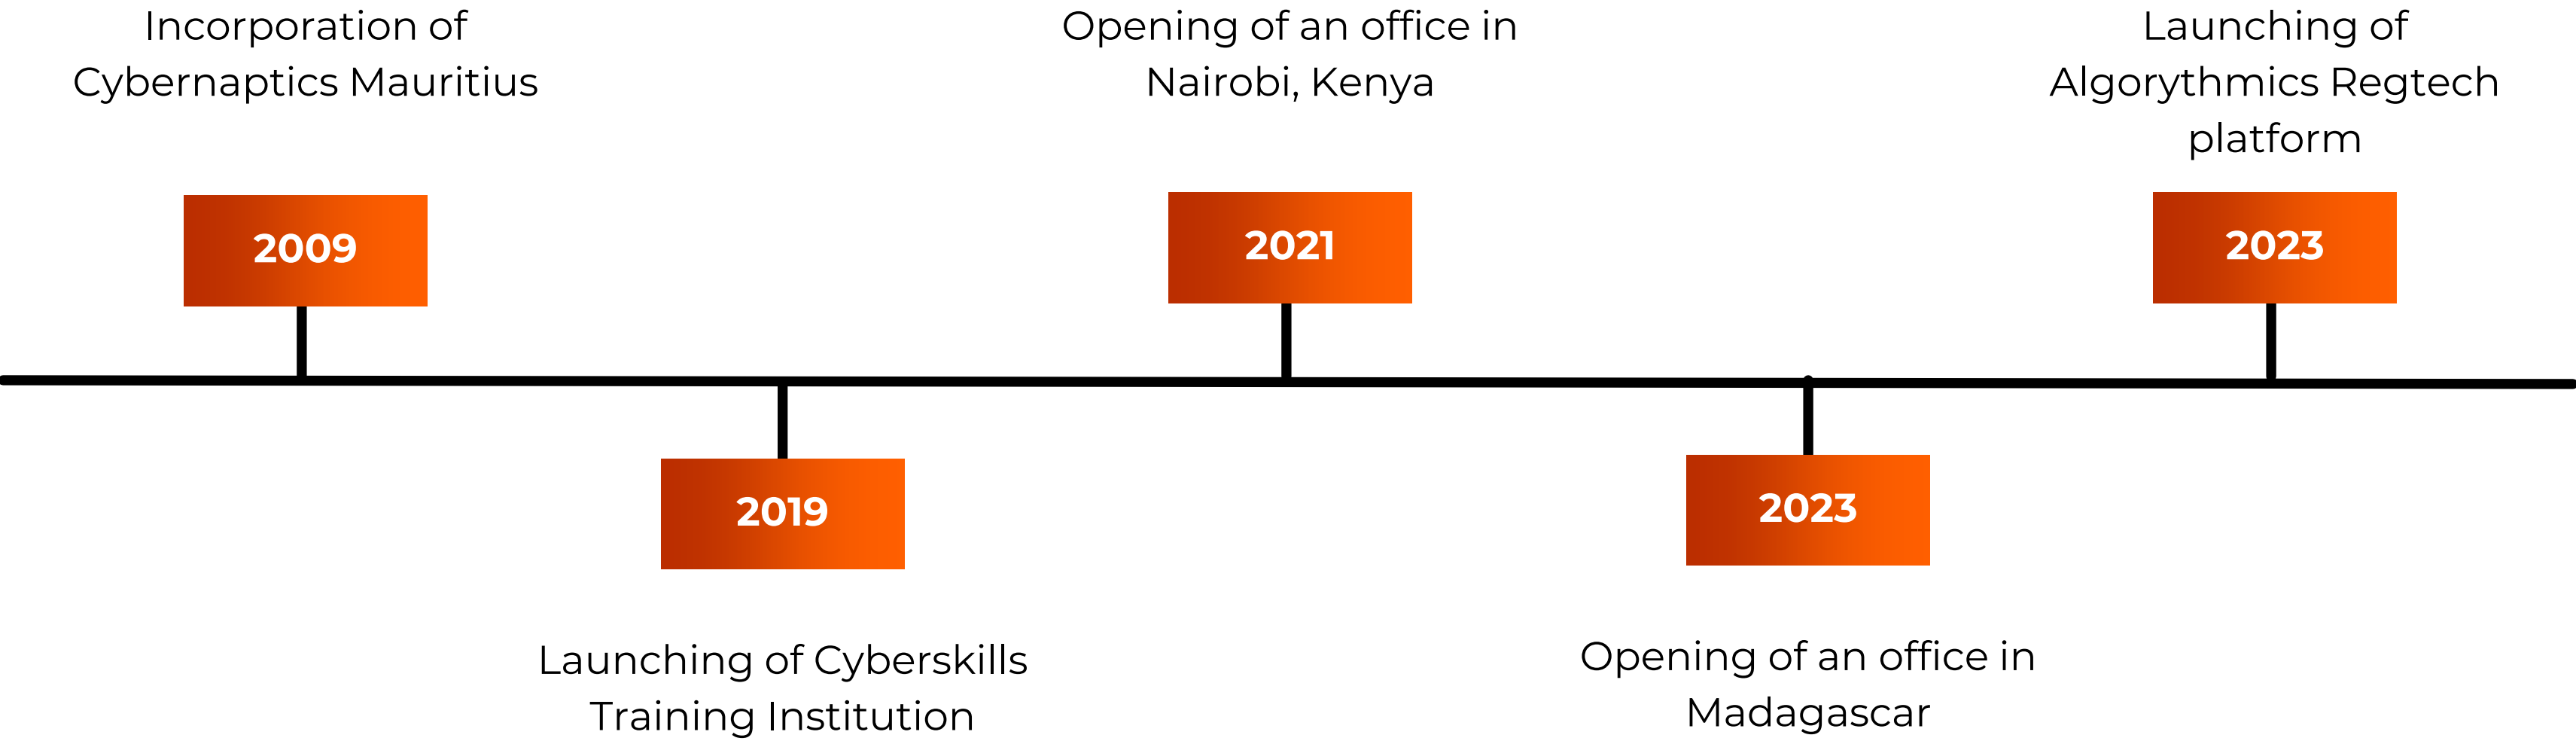 Incorporation of
Cybernaptics Mauritius
2009
Launching of Cyberskills
Training Institution
2019
Opening of an office in
Nairobi, Kenya
2021
Opening of an office in
Madagascar
2023
Launching of
Algorythmics Regtech
platform
2023